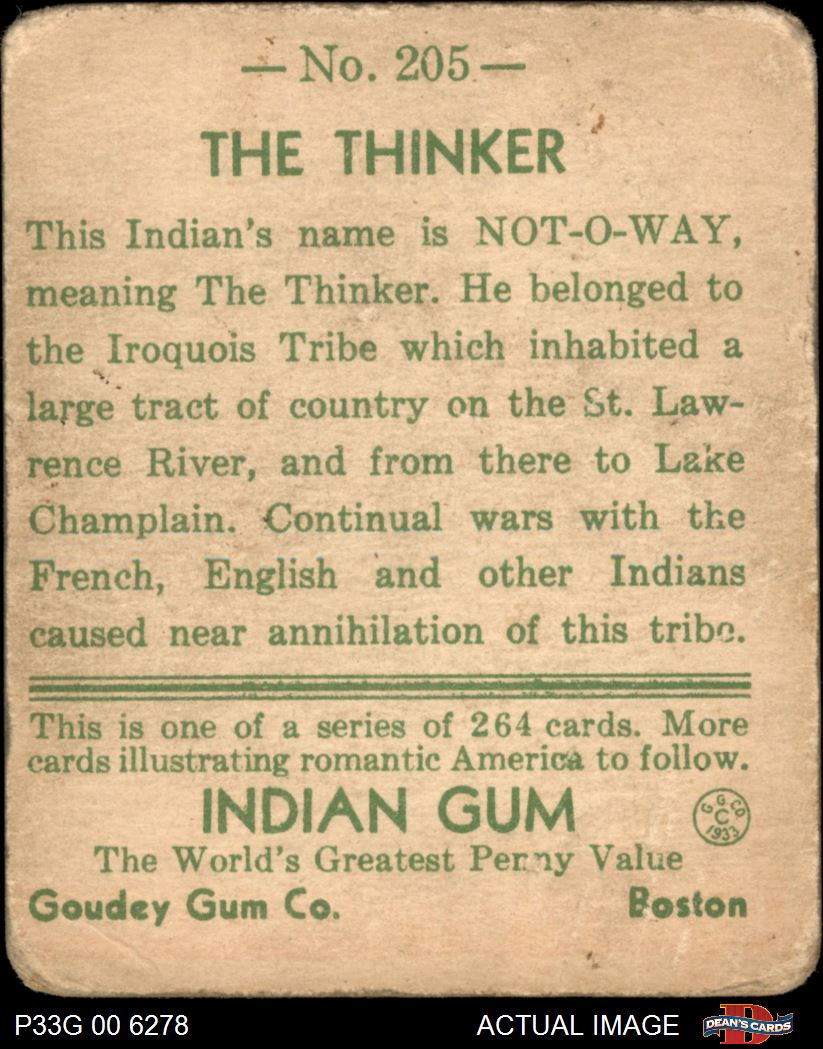 — No. 205 —
THE THINKER
This Indian's name is NOT-O-WAY,
meaning The Thinker. He belonged to
the Iroquois Tribe which inhabited a
large tract of country on the St. Law-
rence River, and from there to Lake
Champlain. Continual wars with the
French, English and other Indians
caused near annihilation of this tribe.
This is one of a series of 264 cards. More
cards illustrating romantic America to follow.
INDIAN GUM
G. G. CO.
C
1933
The World's Greatest Penny Value
Goudey Gum Co. Boston
P33G 00 6278 ACTUAL IMAGE D DEAN'S CARDS